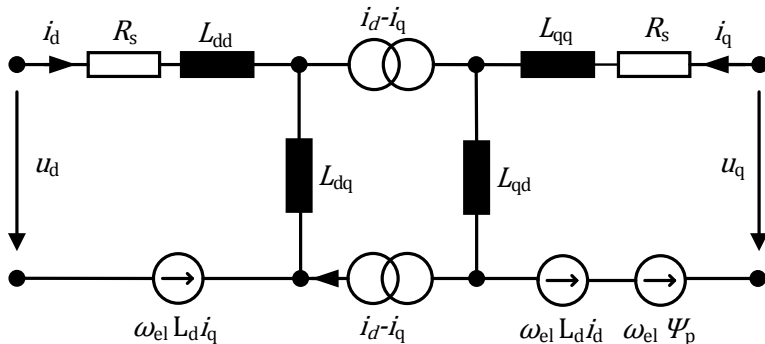 i_d R_s L_dd i_d-i_q L_qq R_s i_q
u_d L_dq L_qd u_q
ω_el L_d i_q i_d-i_q ω_el L_d i_d ω_el Ψ_p